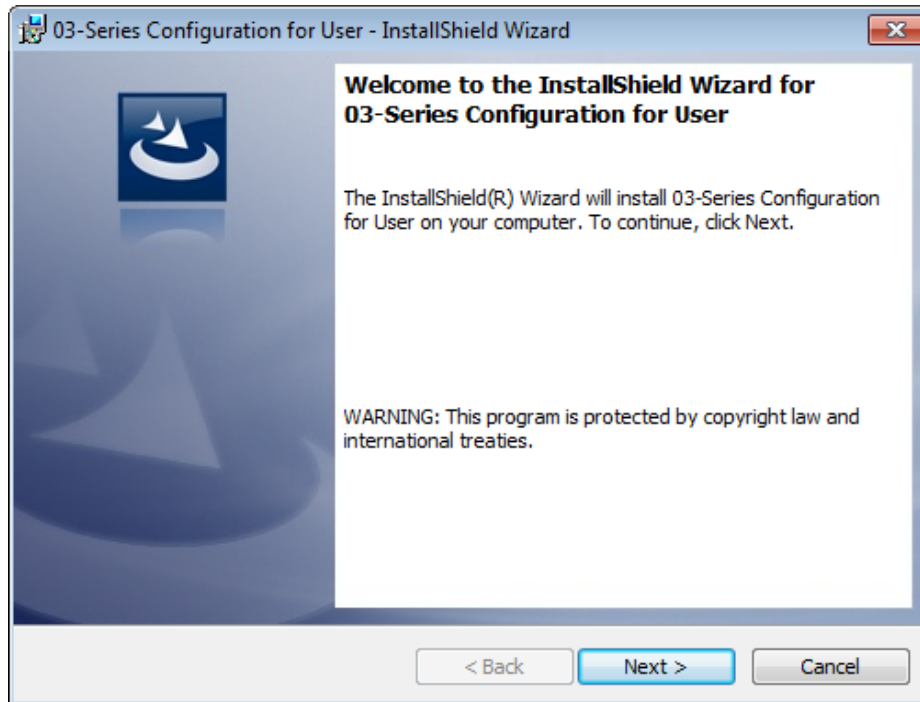 03-Series Configuration for User - InstallShield Wizard
Welcome to the InstallShield Wizard for
03-Series Configuration for User
The InstallShield(R) Wizard will install 03-Series Configuration
for User on your computer. To continue, click Next.
WARNING: This program is protected by copyright law and
international treaties.
< Back
Next >
Cancel